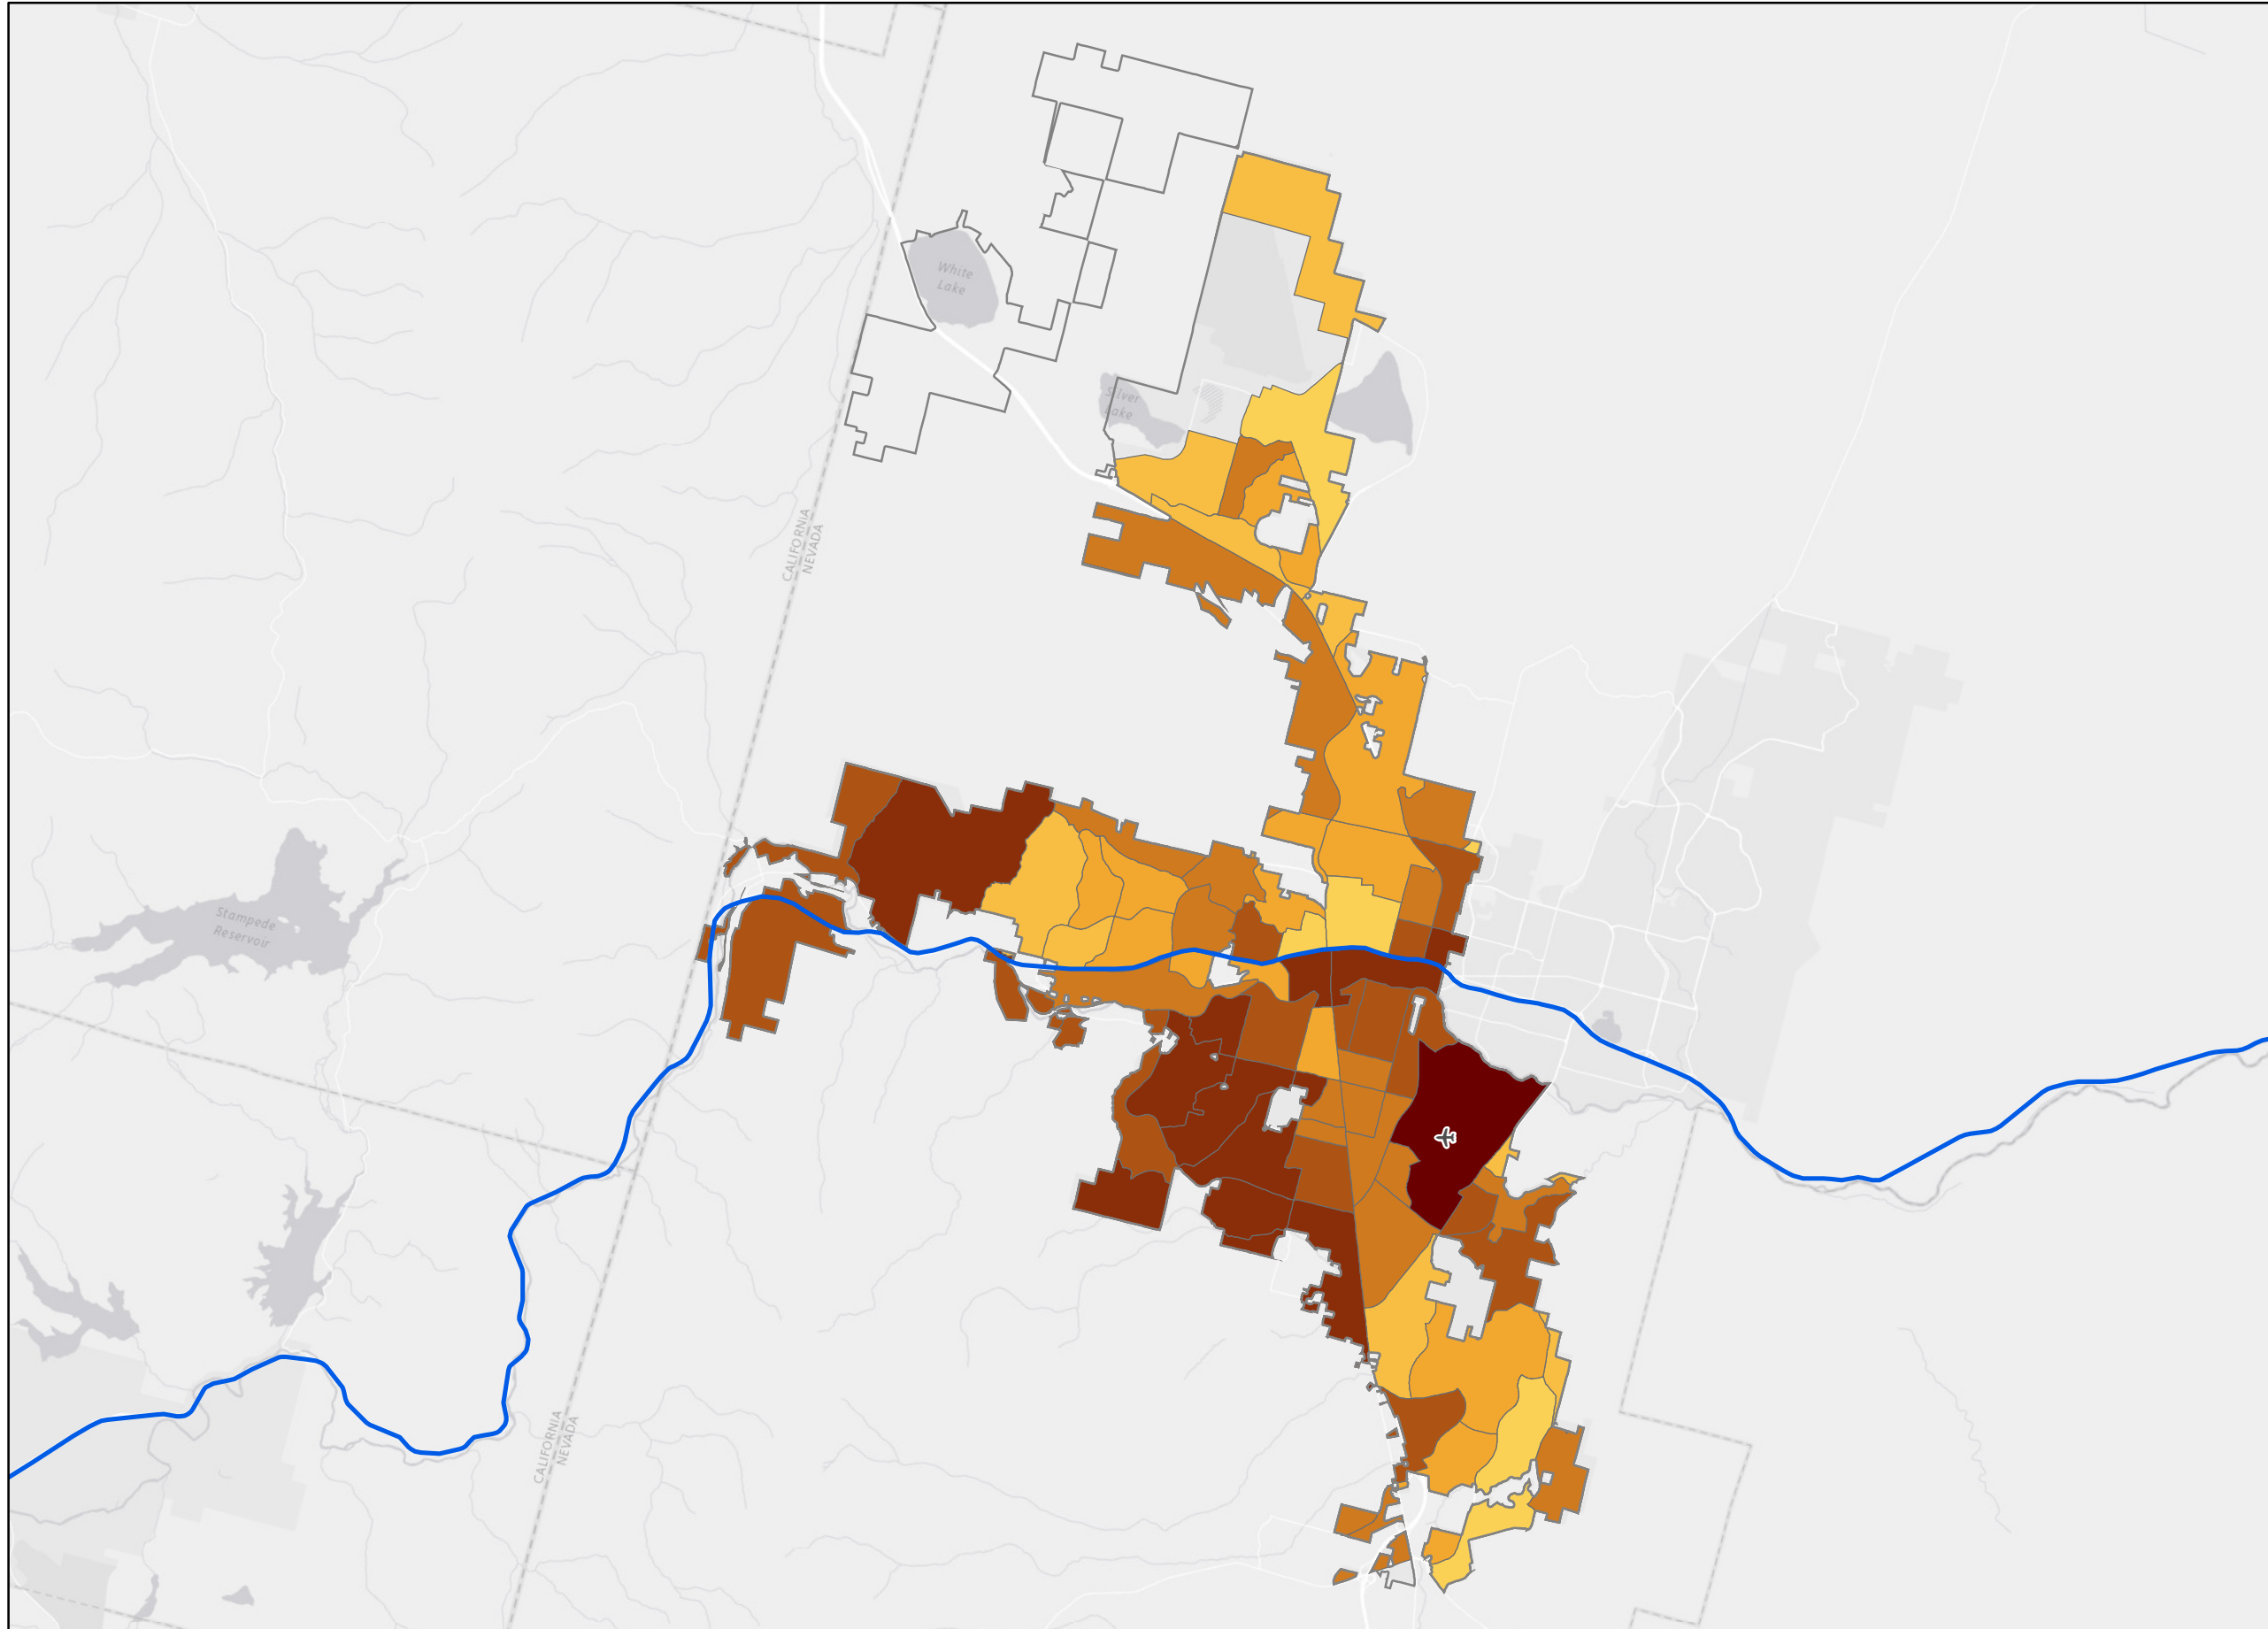 White
Lake
Silver
Lake
CALIFORNIA
NEVADA
Stampede
Reservoir
CALIFORNIA
NEVADA